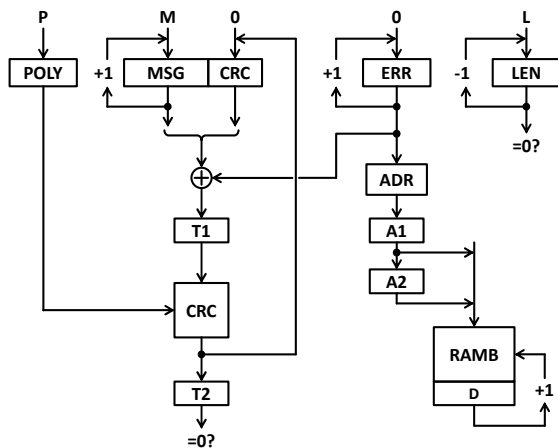 P M 0 0 L
POLY +1 MSG CRC +1 ERR -1 LEN
=0?
+ ADR
T1 A1
A2
CRC
RAMB
T2 D +1
=0?